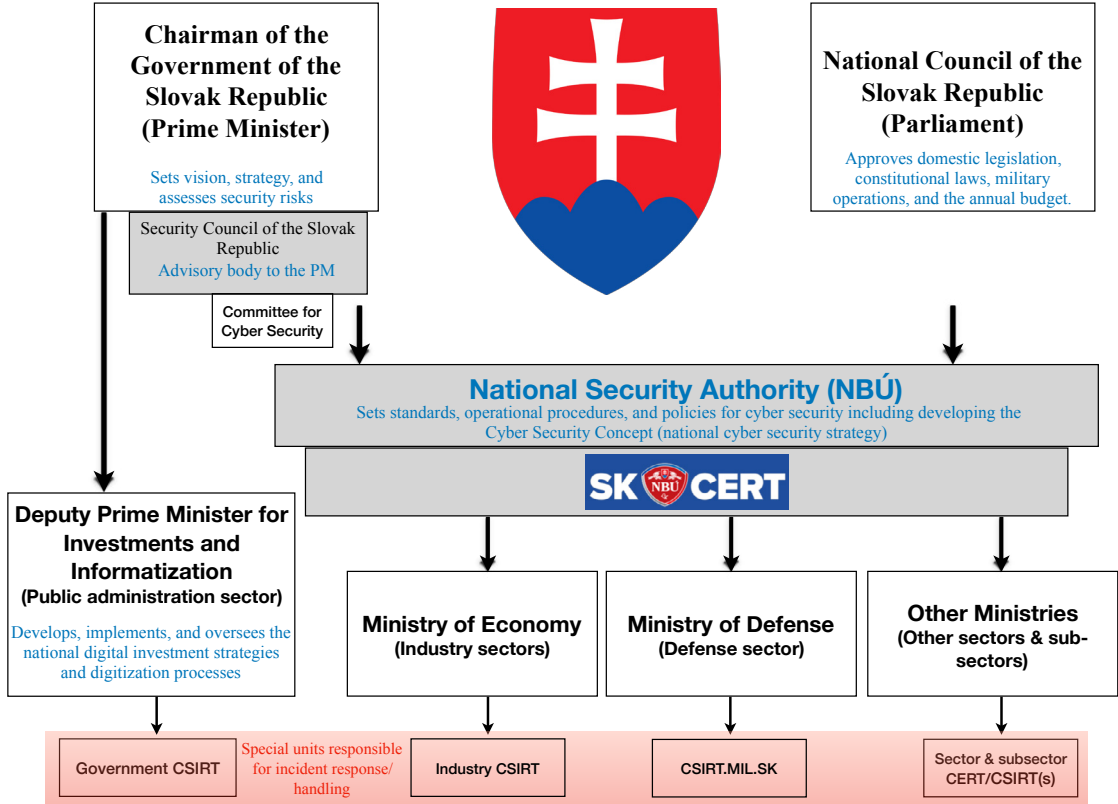 Chairman of the
Government of the
Slovak Republic
(Prime Minister)
Sets vision, strategy, and
assesses security risks
National Council of the
Slovak Republic
(Parliament)
Approves domestic legislation,
constitutional laws, military
operations, and the annual budget.
Security Council of the Slovak
Republic
Advisory body to the PM
Committee for
Cyber Security
National Security Authority (NBÚ)
Sets standards, operational procedures, and policies for cyber security including developing the
Cyber Security Concept (national cyber security strategy)
SK NBÚ CERT
Deputy Prime Minister for
Investments and
Informatization
(Public administration sector)
Develops, implements, and oversees the
national digital investment strategies
and digitization processes
Ministry of Economy
(Industry sectors)
Ministry of Defense
(Defense sector)
Other Ministries
(Other sectors & sub-
sectors)
Government CSIRT
Special units responsible
for incident response/
handling
Industry CSIRT
CSIRT.MIL.SK
Sector & subsector
CERT/CSIRT(s)